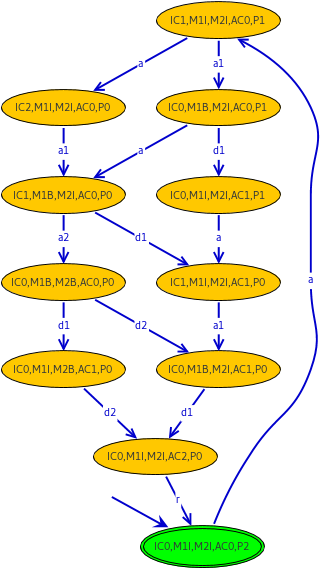 IC1,M1I,M2I,AC0,P1
a
a1
IC2,M1I,M2I,AC0,P0
IC0,M1B,M2I,AC0,P1
a1
a
d1
IC1,M1B,M2I,AC0,P0
IC0,M1I,M2I,AC1,P1
a2
d1
a
IC0,M1B,M2B,AC0,P0
IC1,M1I,M2I,AC1,P0
a
d1
d2
a1
IC0,M1I,M2B,AC1,P0
IC0,M1B,M2I,AC1,P0
d2
d1
IC0,M1I,M2I,AC2,P0
r
IC0,M1I,M2I,AC0,P2